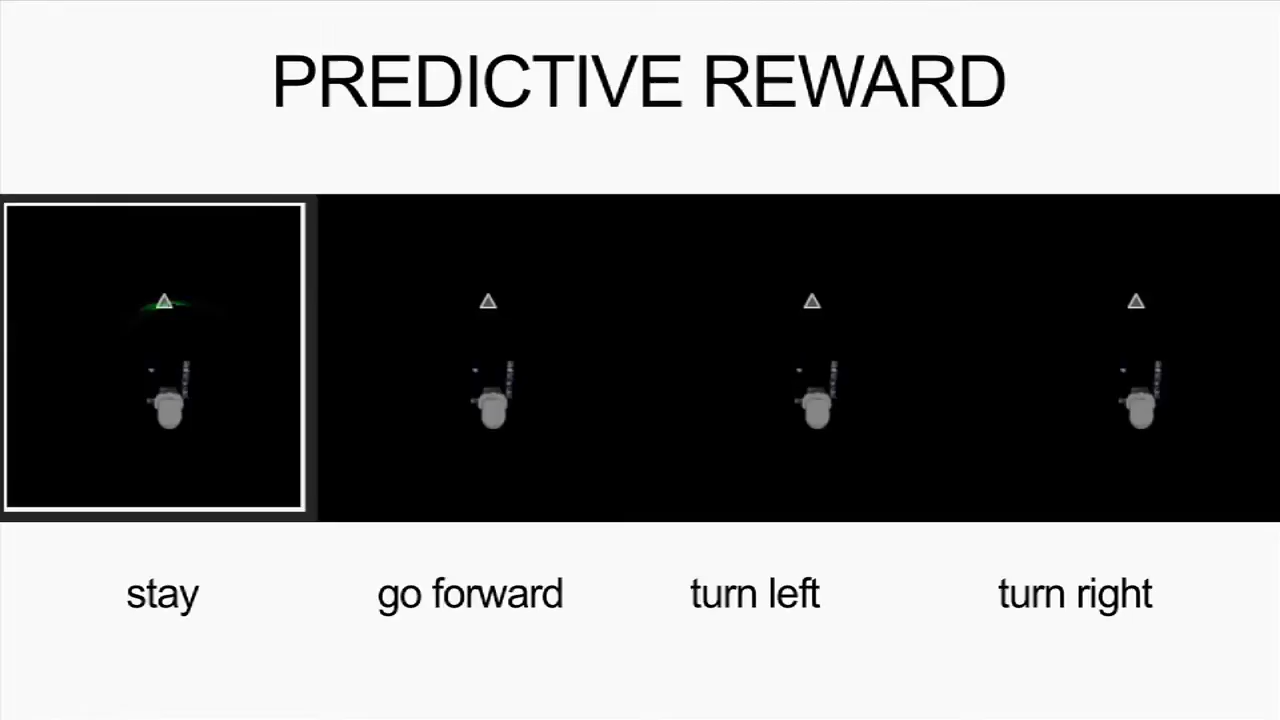 PREDICTIVE REWARD
stay
go forward
turn left
turn right